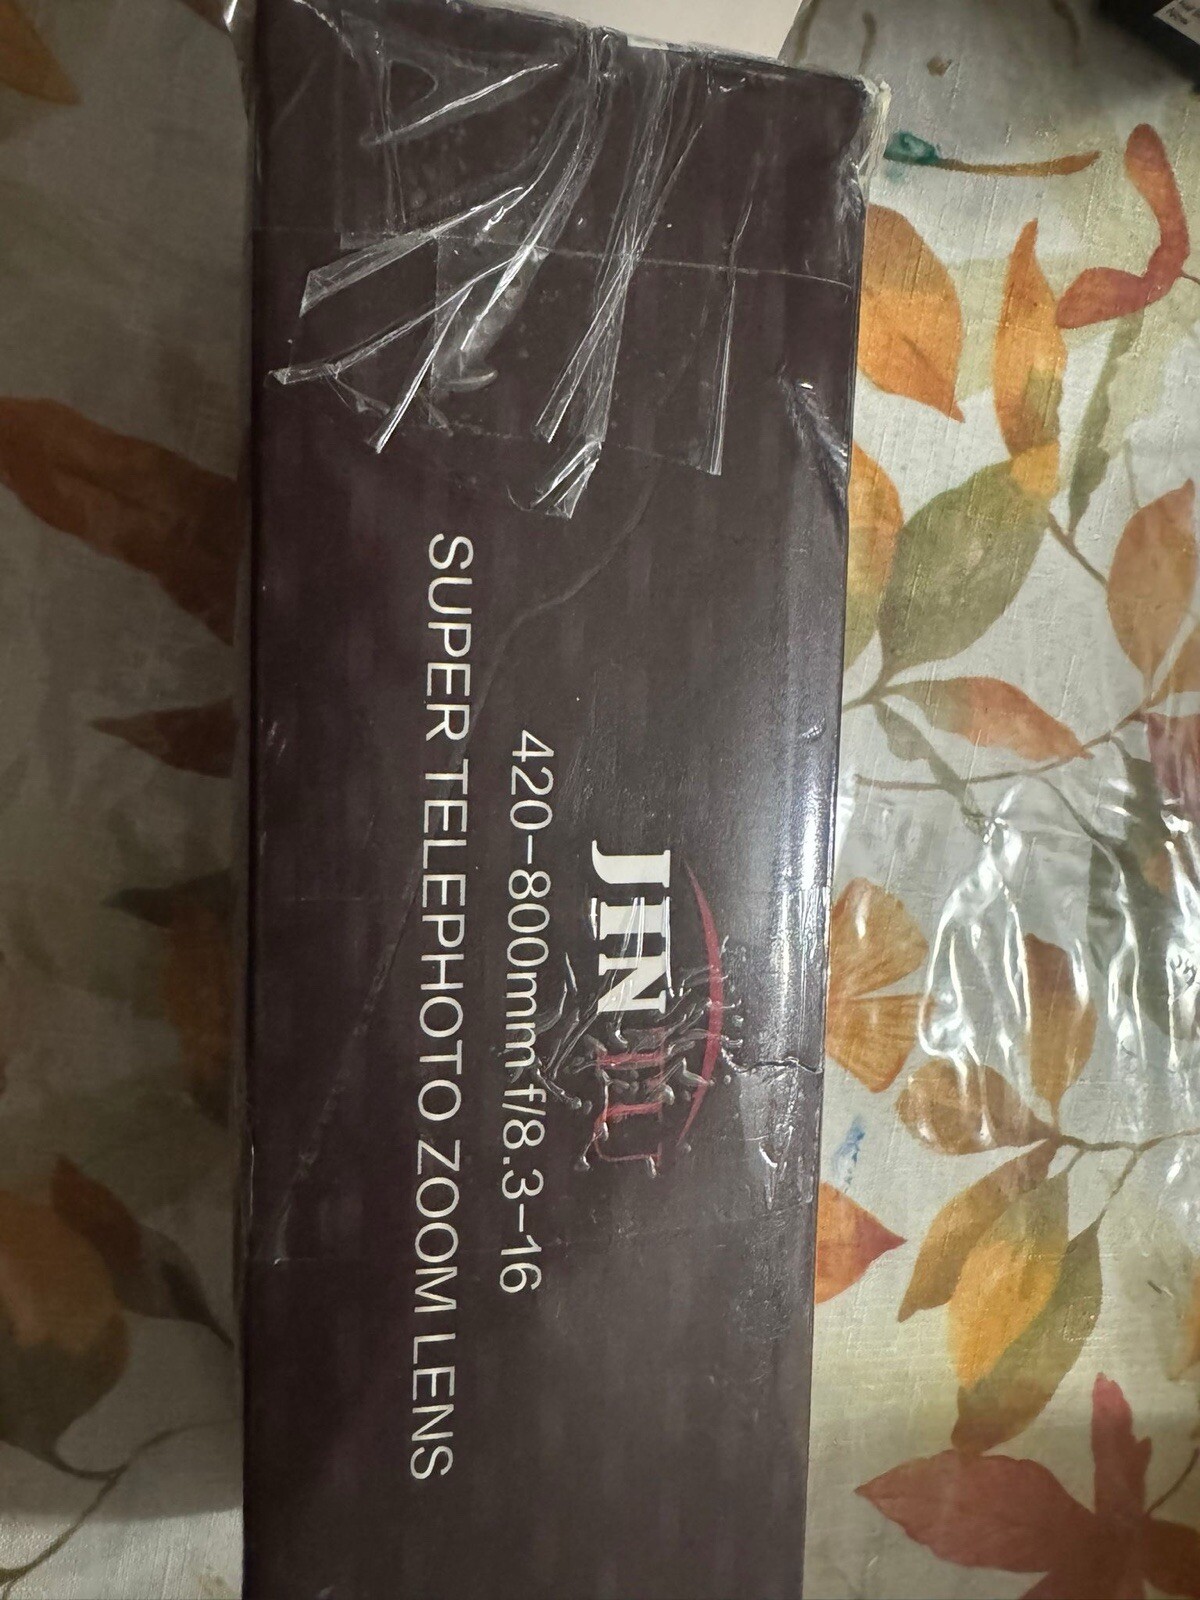 JINTU
420-800mm f/8.3-16
SUPER TELEPHOTO ZOOM LENS